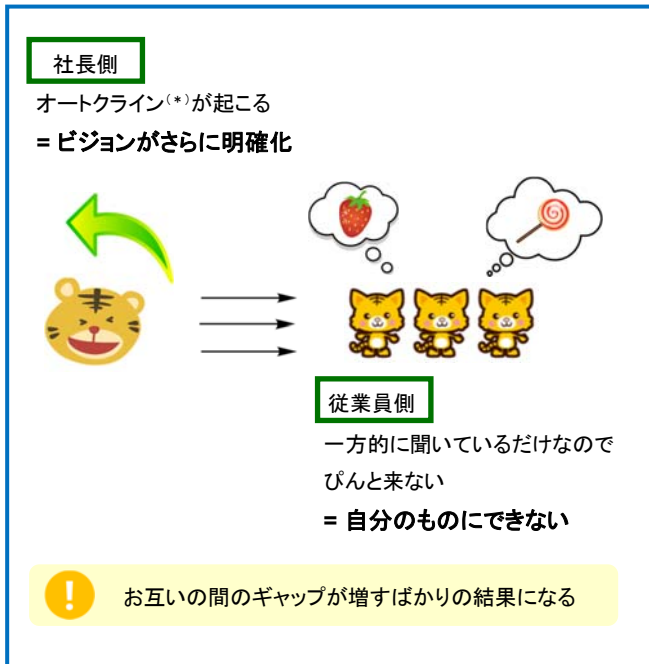 社長側
オートクライン(*)が起こる
= ビジョンがさらに明確化
従業員側
一方的に聞いているだけなので
ぴんと来ない
= 自分のものにできない
! お互いの間のギャップが増すばかりの結果になる